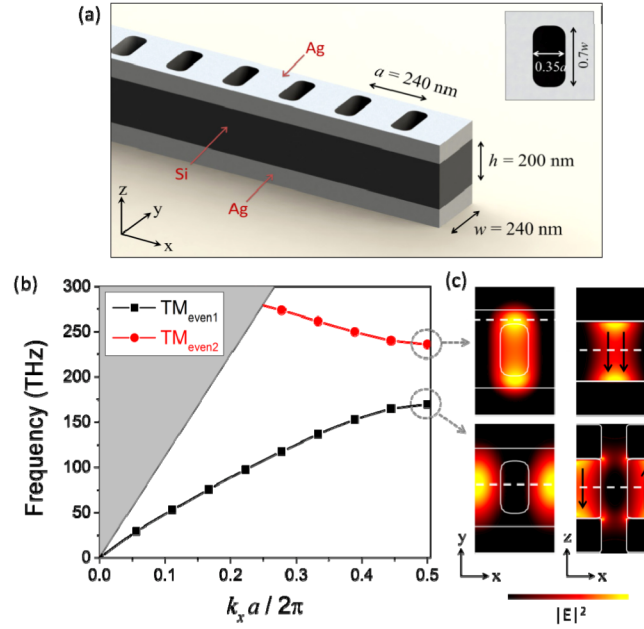 (a)
Ag
a = 240 nm
0.35a
0.7w
Si
Ag
h = 200 nm
w = 240 nm
z
y
x
(b)
300
250
200
150
100
50
0
Frequency (THz)
TMeven1
TMeven2
0.0
0.1
0.2
0.3
0.4
0.5
kₓa / 2π
(c)
y
x
z
x
|E|²